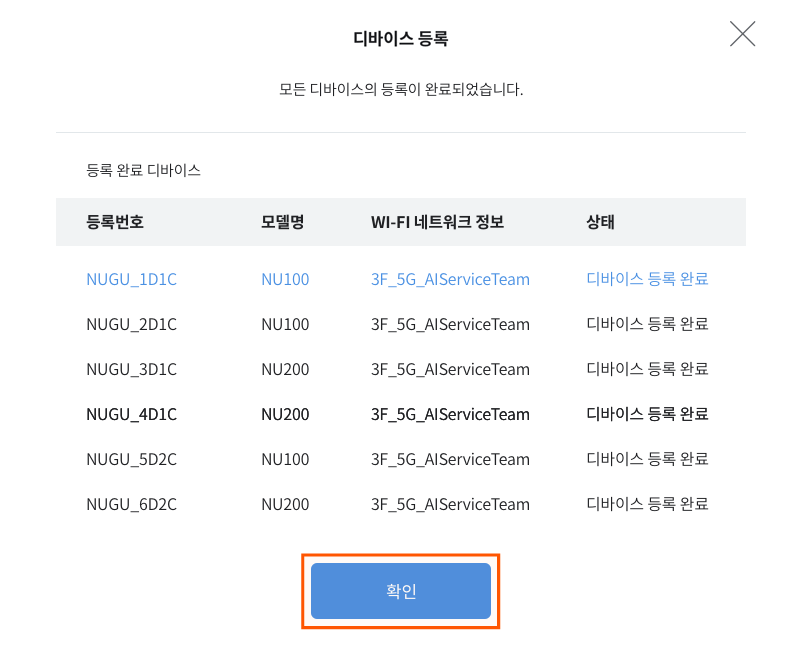 디바이스 등록
모든 디바이스의 등록이 완료되었습니다.
등록 완료 디바이스
등록번호 모델명 WI-FI 네트워크 정보 상태
NUGU_1D1C NU100 3F_5G_AIServiceTeam 디바이스 등록 완료
NUGU_2D1C NU100 3F_5G_AIServiceTeam 디바이스 등록 완료
NUGU_3D1C NU200 3F_5G_AIServiceTeam 디바이스 등록 완료
NUGU_4D1C NU200 3F_5G_AIServiceTeam 디바이스 등록 완료
NUGU_5D2C NU100 3F_5G_AIServiceTeam 디바이스 등록 완료
NUGU_6D2C NU200 3F_5G_AIServiceTeam 디바이스 등록 완료
확인